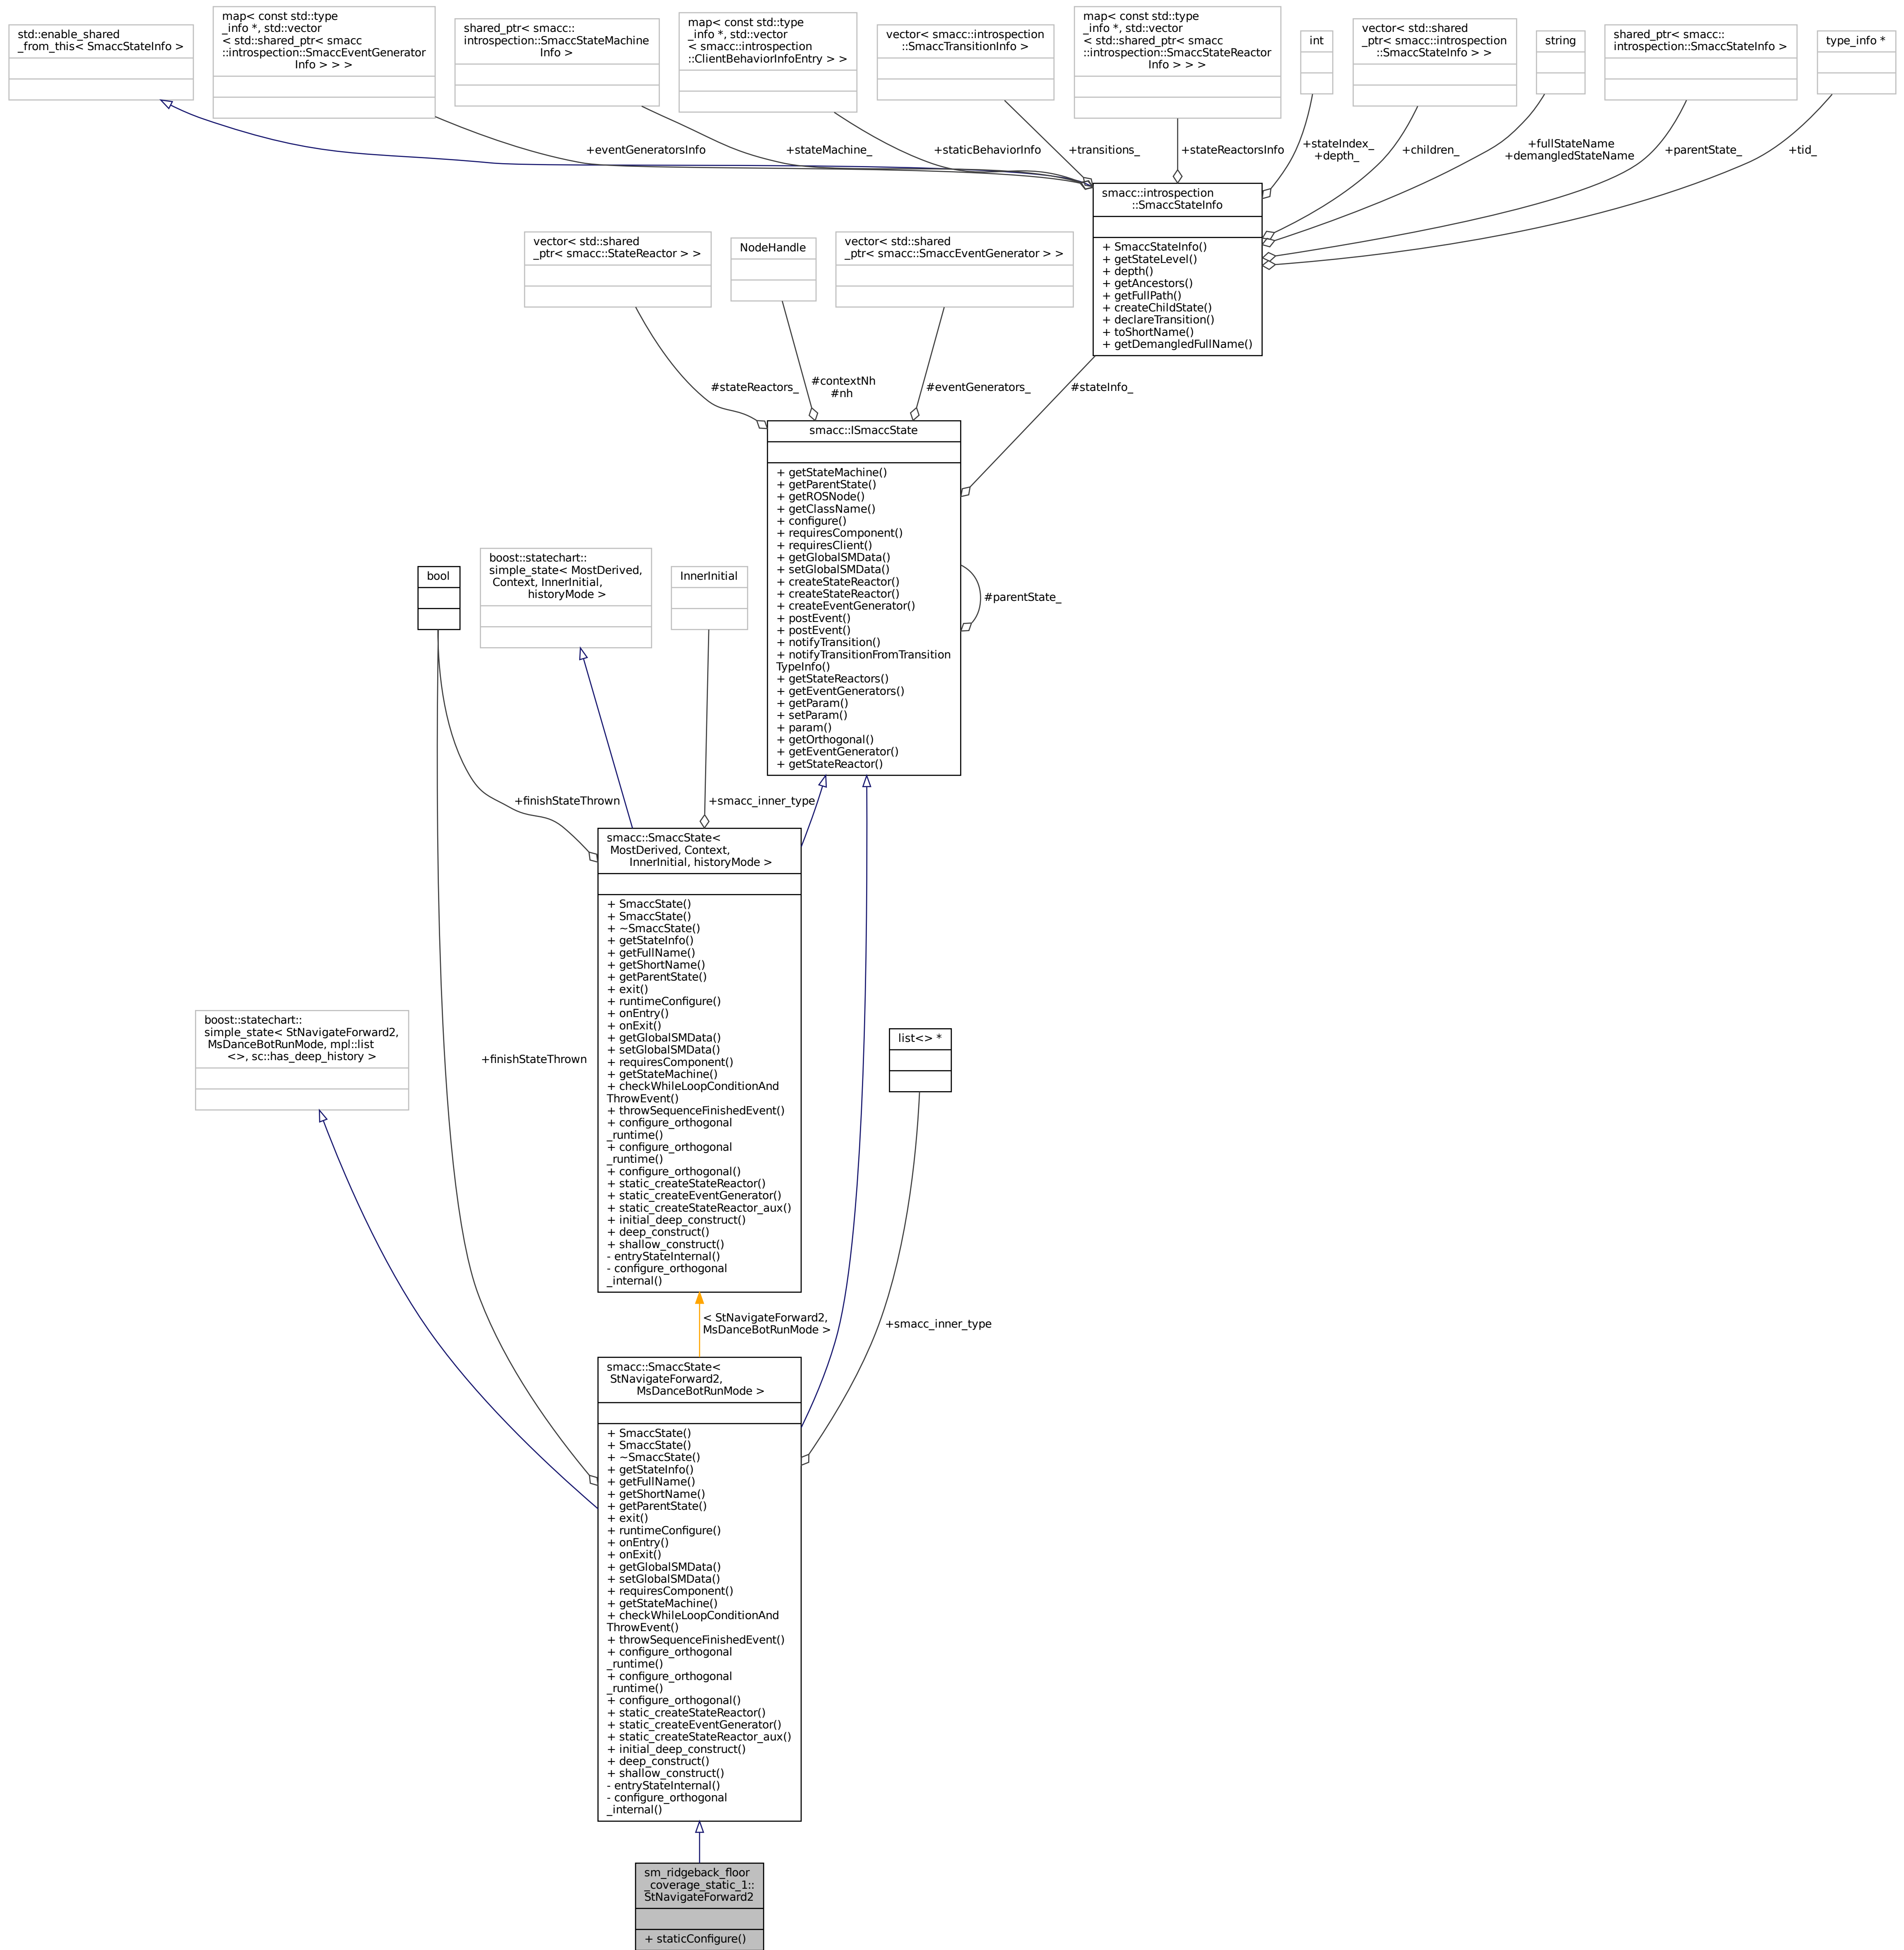 std::enable_shared
_from_this< SmaccStateInfo >
map< const std::type
_info *, std::vector
< std::shared_ptr< smacc
::introspection::SmaccEventGenerator
Info > > >
shared_ptr< smacc::
introspection::SmaccStateMachine
Info >
map< const std::type
_info *, std::vector
< smacc::introspection
::ClientBehaviorInfoEntry > >
vector< smacc::introspection
::SmaccTransitionInfo >
map< const std::type
_info *, std::vector
< std::shared_ptr< smacc
::introspection::SmaccStateReactor
Info > > >
int
vector< std::shared
_ptr< smacc::introspection
::SmaccStateInfo > >
string
shared_ptr< smacc::
introspection::SmaccStateInfo >
type_info *
+eventGeneratorsInfo
+stateMachine_
+staticBehaviorInfo
+transitions_
+stateReactorsInfo
+stateIndex_
+depth_
+children_
+fullStateName
+demangledStateName
+parentState_
+tid_
smacc::introspection
::SmaccStateInfo
+ SmaccStateInfo()
+ getStateLevel()
+ depth()
+ getAncestors()
+ getFullPath()
+ createChildState()
+ declareTransition()
+ toShortName()
+ getDemangledFullName()
vector< std::shared
_ptr< smacc::StateReactor > >
NodeHandle
vector< std::shared
_ptr< smacc::SmaccEventGenerator > >
#stateReactors_
#contextNh
#nh
#eventGenerators_
#stateInfo_
smacc::ISmaccState
+ getStateMachine()
+ getParentState()
+ getROSNode()
+ getClassName()
+ configure()
+ requiresComponent()
+ requiresClient()
+ getGlobalSMData()
+ setGlobalSMData()
+ createStateReactor()
+ createStateReactor()
+ createEventGenerator()
+ postEvent()
+ postEvent()
+ notifyTransition()
+ notifyTransitionFromTransition
TypeInfo()
+ getStateReactors()
+ getEventGenerators()
+ getParam()
+ setParam()
+ param()
+ getOrthogonal()
+ getEventGenerator()
+ getStateReactor()
#parentState_
bool
boost::statechart::
simple_state< MostDerived,
Context, InnerInitial,
historyMode >
InnerInitial
+finishStateThrown
+smacc_inner_type
smacc::SmaccState<
MostDerived, Context,
InnerInitial, historyMode >
+ SmaccState()
+ SmaccState()
+ ~SmaccState()
+ getStateInfo()
+ getFullName()
+ getShortName()
+ getParentState()
+ exit()
+ runtimeConfigure()
+ onEntry()
+ onExit()
+ getGlobalSMData()
+ setGlobalSMData()
+ requiresComponent()
+ getStateMachine()
+ checkWhileLoopConditionAnd
ThrowEvent()
+ throwSequenceFinishedEvent()
+ configure_orthogonal
_runtime()
+ configure_orthogonal
_runtime()
+ configure_orthogonal()
+ static_createStateReactor()
+ static_createEventGenerator()
+ static_createStateReactor_aux()
+ initial_deep_construct()
+ deep_construct()
+ shallow_construct()
- entryStateInternal()
- configure_orthogonal
_internal()
boost::statechart::
simple_state< StNavigateForward2,
MsDanceBotRunMode, mpl::list
<>, sc::has_deep_history >
+finishStateThrown
list<> *
< StNavigateForward2,
MsDanceBotRunMode >
+smacc_inner_type
smacc::SmaccState<
StNavigateForward2,
MsDanceBotRunMode >
+ SmaccState()
+ SmaccState()
+ ~SmaccState()
+ getStateInfo()
+ getFullName()
+ getShortName()
+ getParentState()
+ exit()
+ runtimeConfigure()
+ onEntry()
+ onExit()
+ getGlobalSMData()
+ setGlobalSMData()
+ requiresComponent()
+ getStateMachine()
+ checkWhileLoopConditionAnd
ThrowEvent()
+ throwSequenceFinishedEvent()
+ configure_orthogonal
_runtime()
+ configure_orthogonal
_runtime()
+ configure_orthogonal()
+ static_createStateReactor()
+ static_createEventGenerator()
+ static_createStateReactor_aux()
+ initial_deep_construct()
+ deep_construct()
+ shallow_construct()
- entryStateInternal()
- configure_orthogonal
_internal()
sm_ridgeback_floor
_coverage_static_1::
StNavigateForward2
+ staticConfigure()